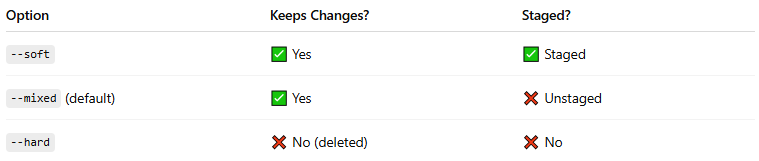 Option Keeps Changes? Staged?
--soft ✅ Yes ✅ Staged
--mixed (default) ✅ Yes ❌ Unstaged
--hard ❌ No (deleted) ❌ No